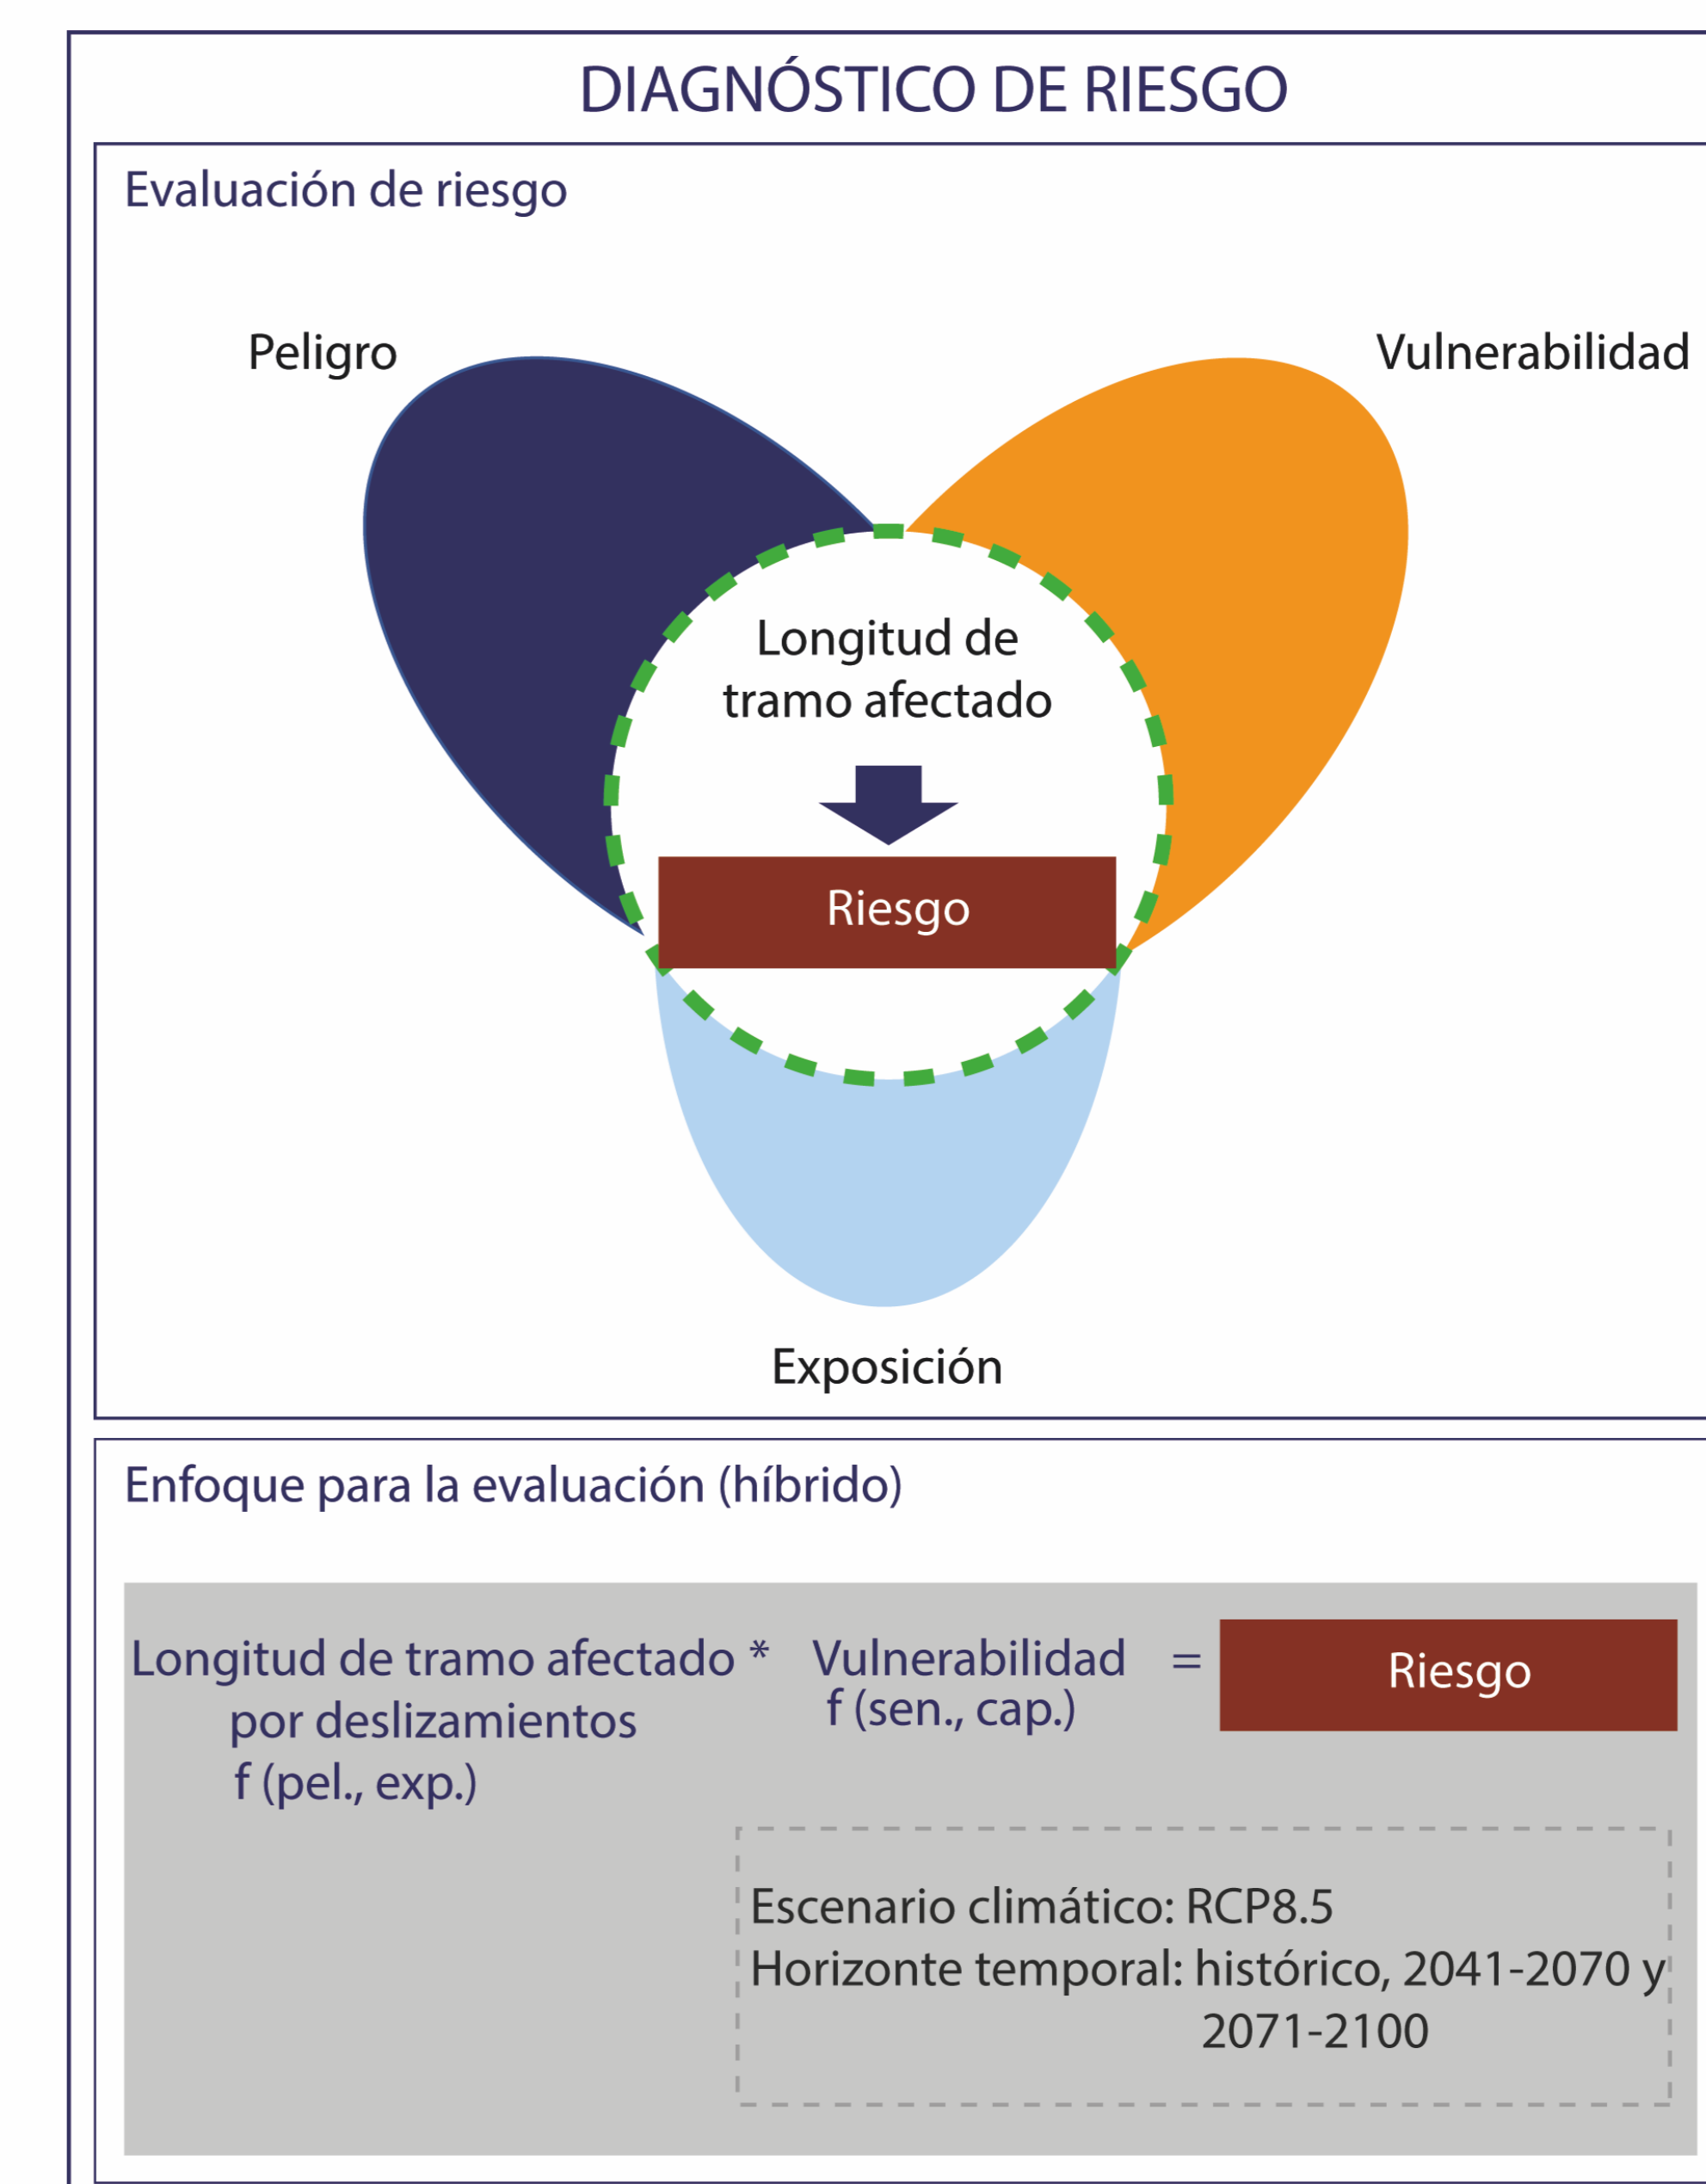 DIAGNÓSTICO DE RIESGO
Evaluación de riesgo
Peligro
Vulnerabilidad
Longitud de
tramo afectado
Riesgo
Exposición
Enfoque para la evaluación (híbrido)
Longitud de tramo afectado * Vulnerabilidad = Riesgo
por deslizamientos f (sen., cap.)
f (pel., exp.)
Escenario climático: RCP8.5
Horizonte temporal: histórico, 2041-2070 y
2071-2100